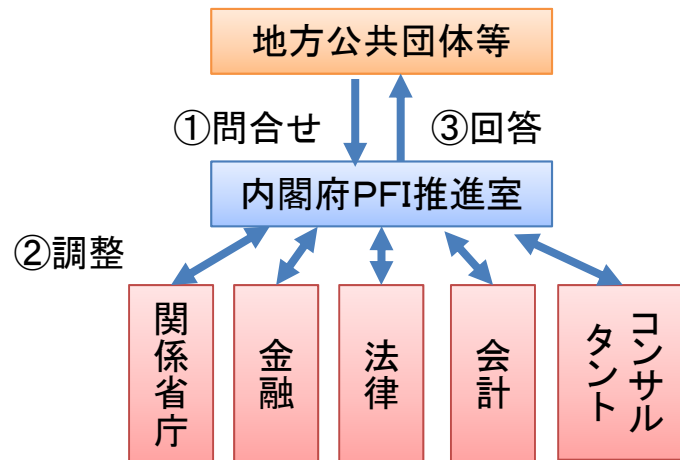 地方公共団体等
①問合せ
③回答
内閣府PFI推進室
②調整
関係省庁
金融
法律
会計
コンサル
タント